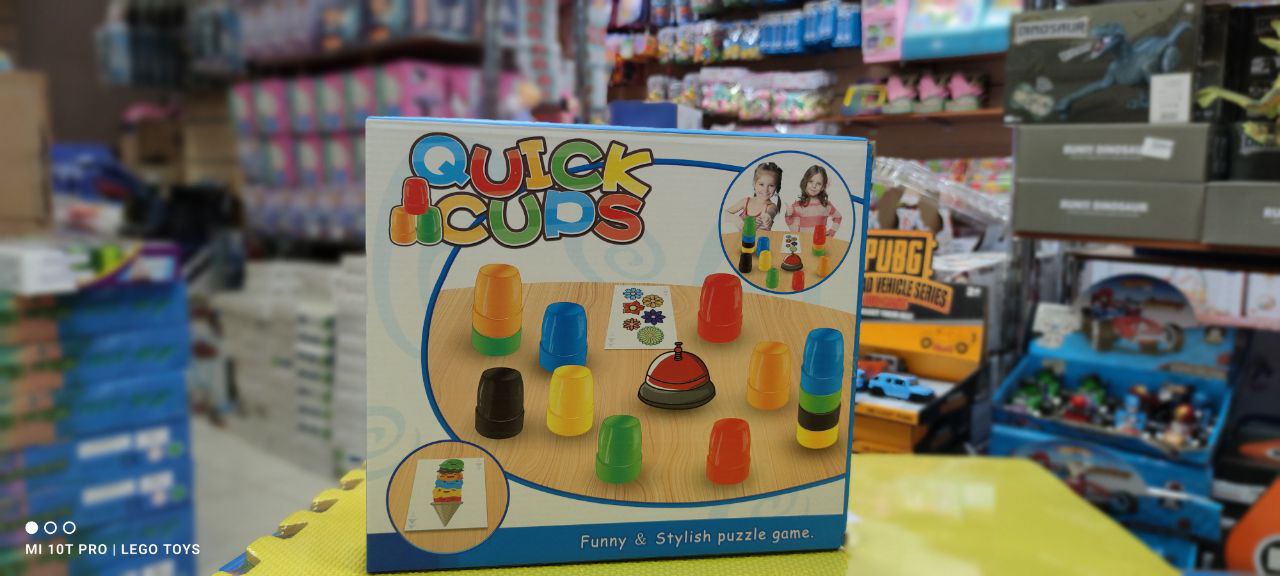 QUICK
CUPS
Funny & Stylish puzzle game.
DINOSAUR
PUBG
VEHICLE SERIES
MI 10T PRO | LEGO TOYS